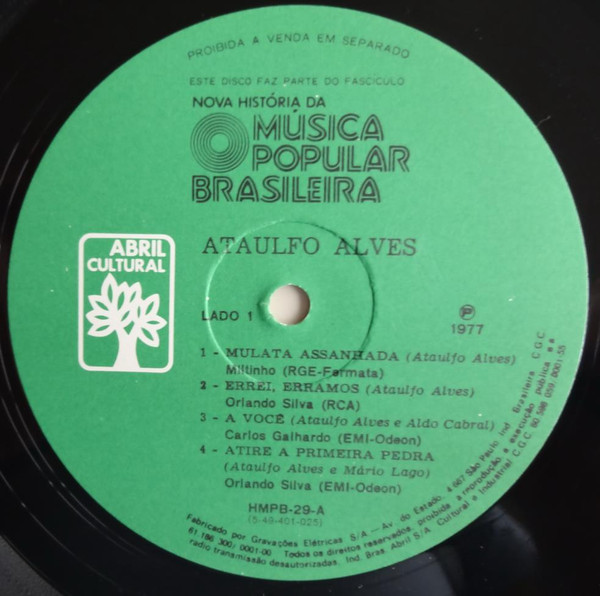 PROIBIDA A VENDA EM SEPARADO
ESTE DISCO FAZ PARTE DO FASCÍCULO
NOVA HISTÓRIA DA
MÚSICA
POPULAR
BRASILEIRA
ABRIL
CULTURAL
ATAULFO ALVES
LADO 1
P
1977
1 - MULATA ASSANHADA (Ataulfo Alves)
Miltinho (RGE-Fermata)
2 - ERREI, ERRAMOS (Ataulfo Alves)
Orlando Silva (RCA)
3 - A VOCÊ (Ataulfo Alves e Aldo Cabral)
Carlos Galhardo (EMI-Odeon)
4 - ATIRE A PRIMEIRA PEDRA
(Ataulfo Alves e Mário Lago)
Orlando Silva (EMI-Odeon)
HMPB-29-A
(5-49-401-025)
Fabricado por Gravações Elétricas S/A — Av do Estado, 4.667 São Paulo Ind Brasileira C.G.C.
61.186.300/ 0001-00 Todos os direitos reservados, proibida a reprodução e execução pública e a
radio transmissão desautorizadas. Ind. Bras. Abril S/A Cultural e Industrial C.G.C. 60.598.059. 0001-55